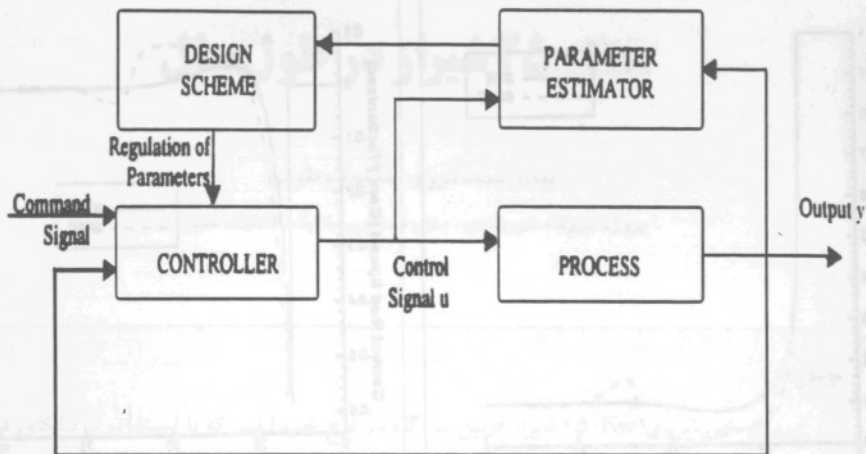 DESIGN
SCHEME
PARAMETER
ESTIMATOR
Regulation of
Parameters
Command
Signal
CONTROLLER
Control
Signal u
PROCESS
Output y